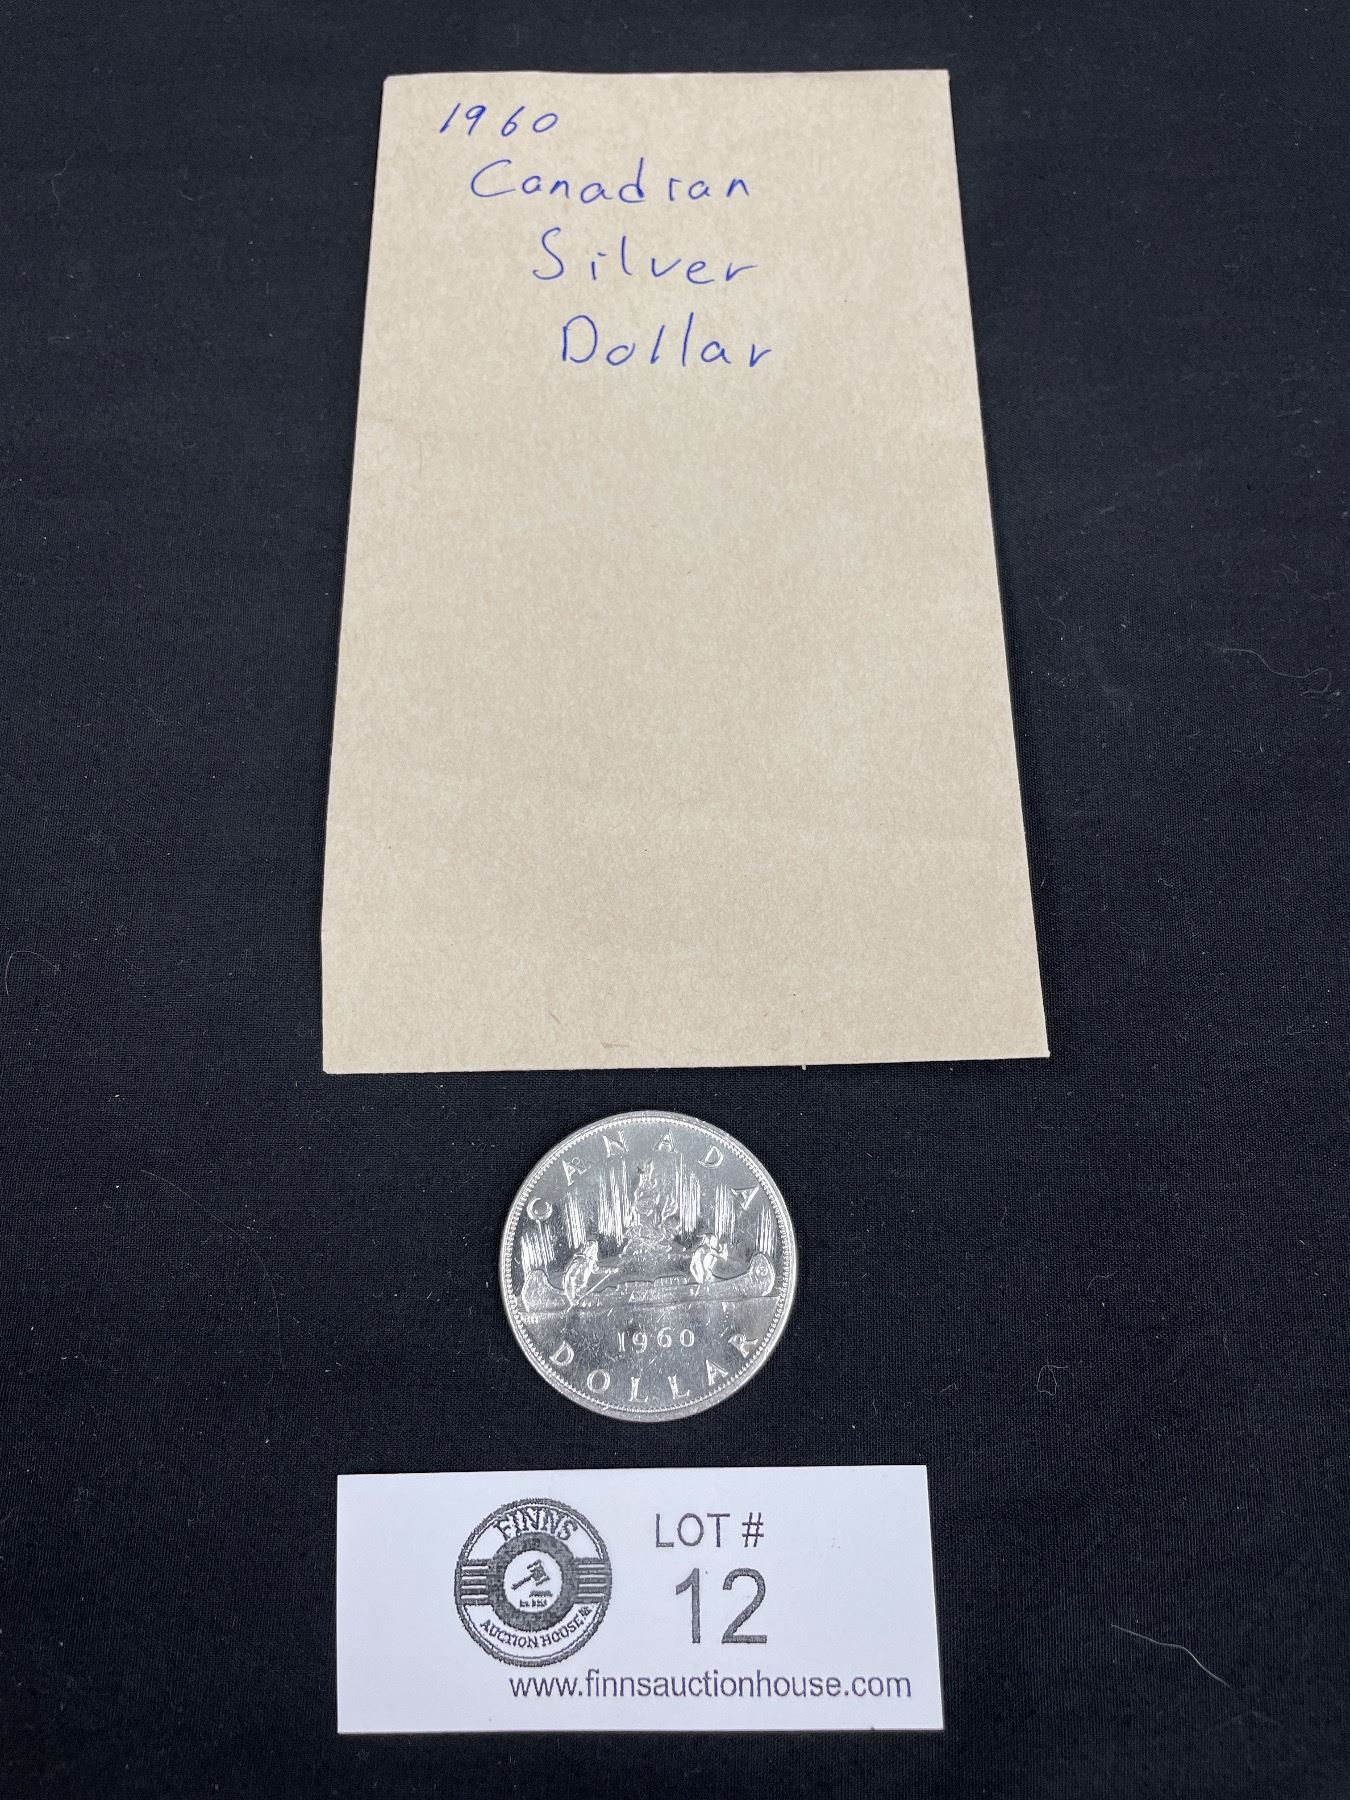 1960
Canadian
Silver
Dollar
CANADA
1960
DOLLAR
FINNS
AUCTION HOUSE
LOT #
12
www.finnsauctionhouse.com